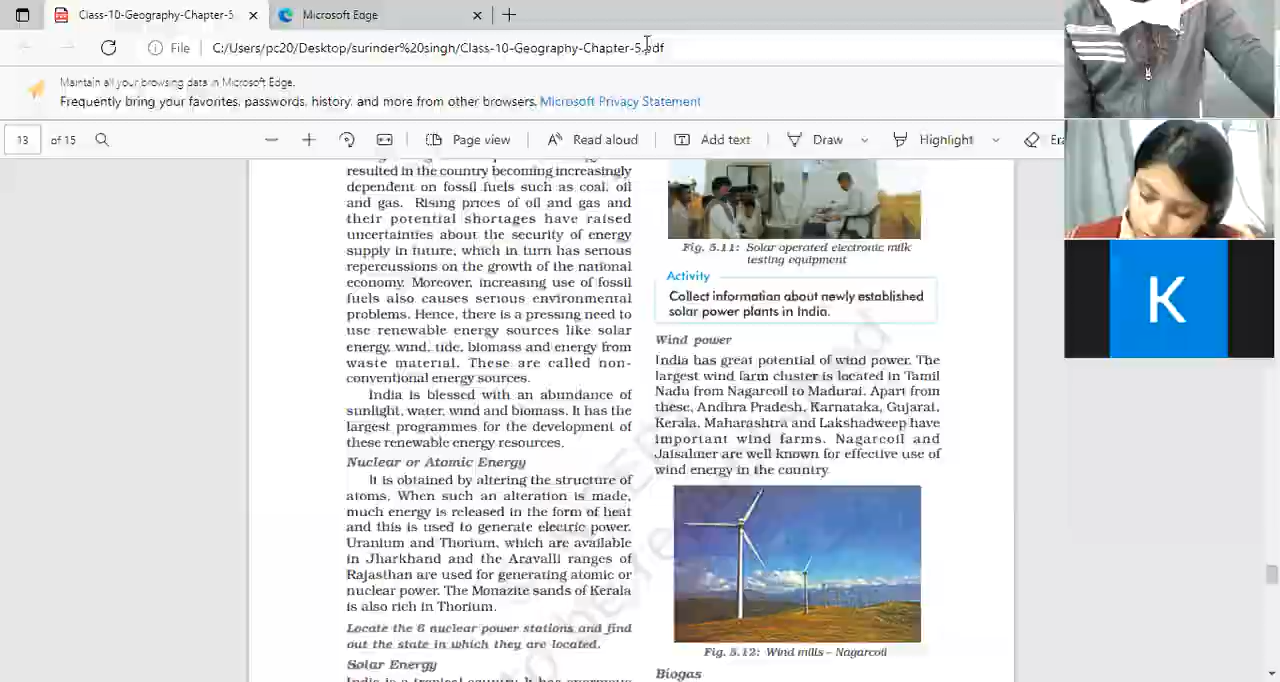 Class-10-Geography-Chapter-5
Microsoft Edge
File
C:/Users/pc20/Desktop/surinder%20singh/Class-10-Geography-Chapter-5.pdf
Maintain all your browsing data in Microsoft Edge.
Frequently bring your favorites, passwords, history, and more from other browsers. Microsoft Privacy Statement
13 of 15
Page view
Read aloud
Add text
Draw
Highlight
Era
resulted in the country becoming increasingly
dependent on fossil fuels such as coal, oil
and gas. Rising prices of oil and gas and
their potential shortages have raised
uncertainties about the security of energy
supply in future, which in turn has serious
repercussions on the growth of the national
economy. Moreover, increasing use of fossil
fuels also causes serious environmental
problems. Hence, there is a pressing need to
use renewable energy sources like solar
energy, wind, tide, biomass and energy from
waste material. These are called non-
conventional energy sources.
India is blessed with an abundance of
sunlight, water, wind and biomass. It has the
largest programmes for the development of
these renewable energy resources.
Nuclear or Atomic Energy
It is obtained by altering the structure of
atoms. When such an alteration is made,
much energy is released in the form of heat
and this is used to generate electric power.
Uranium and Thorium, which are available
in Jharkhand and the Aravalli ranges of
Rajasthan are used for generating atomic or
nuclear power. The Monazite sands of Kerala
is also rich in Thorium.
Locate the 6 nuclear power stations and find
out the state in which they are located.
Solar Energy
India is a tropical country. It has enormous
Fig. 5.11: Solar operated electronic milk
testing equipment
Activity
Collect information about newly established
solar power plants in India.
Wind power
India has great potential of wind power. The
largest wind farm cluster is located in Tamil
Nadu from Nagarcoil to Madurai. Apart from
these, Andhra Pradesh, Karnataka, Gujarat,
Kerala, Maharashtra and Lakshadweep have
important wind farms. Nagarcoil and
Jaisalmer are well known for effective use of
wind energy in the country.
Fig. 5.12: Wind mills – Nagarcoil
Biogas
K